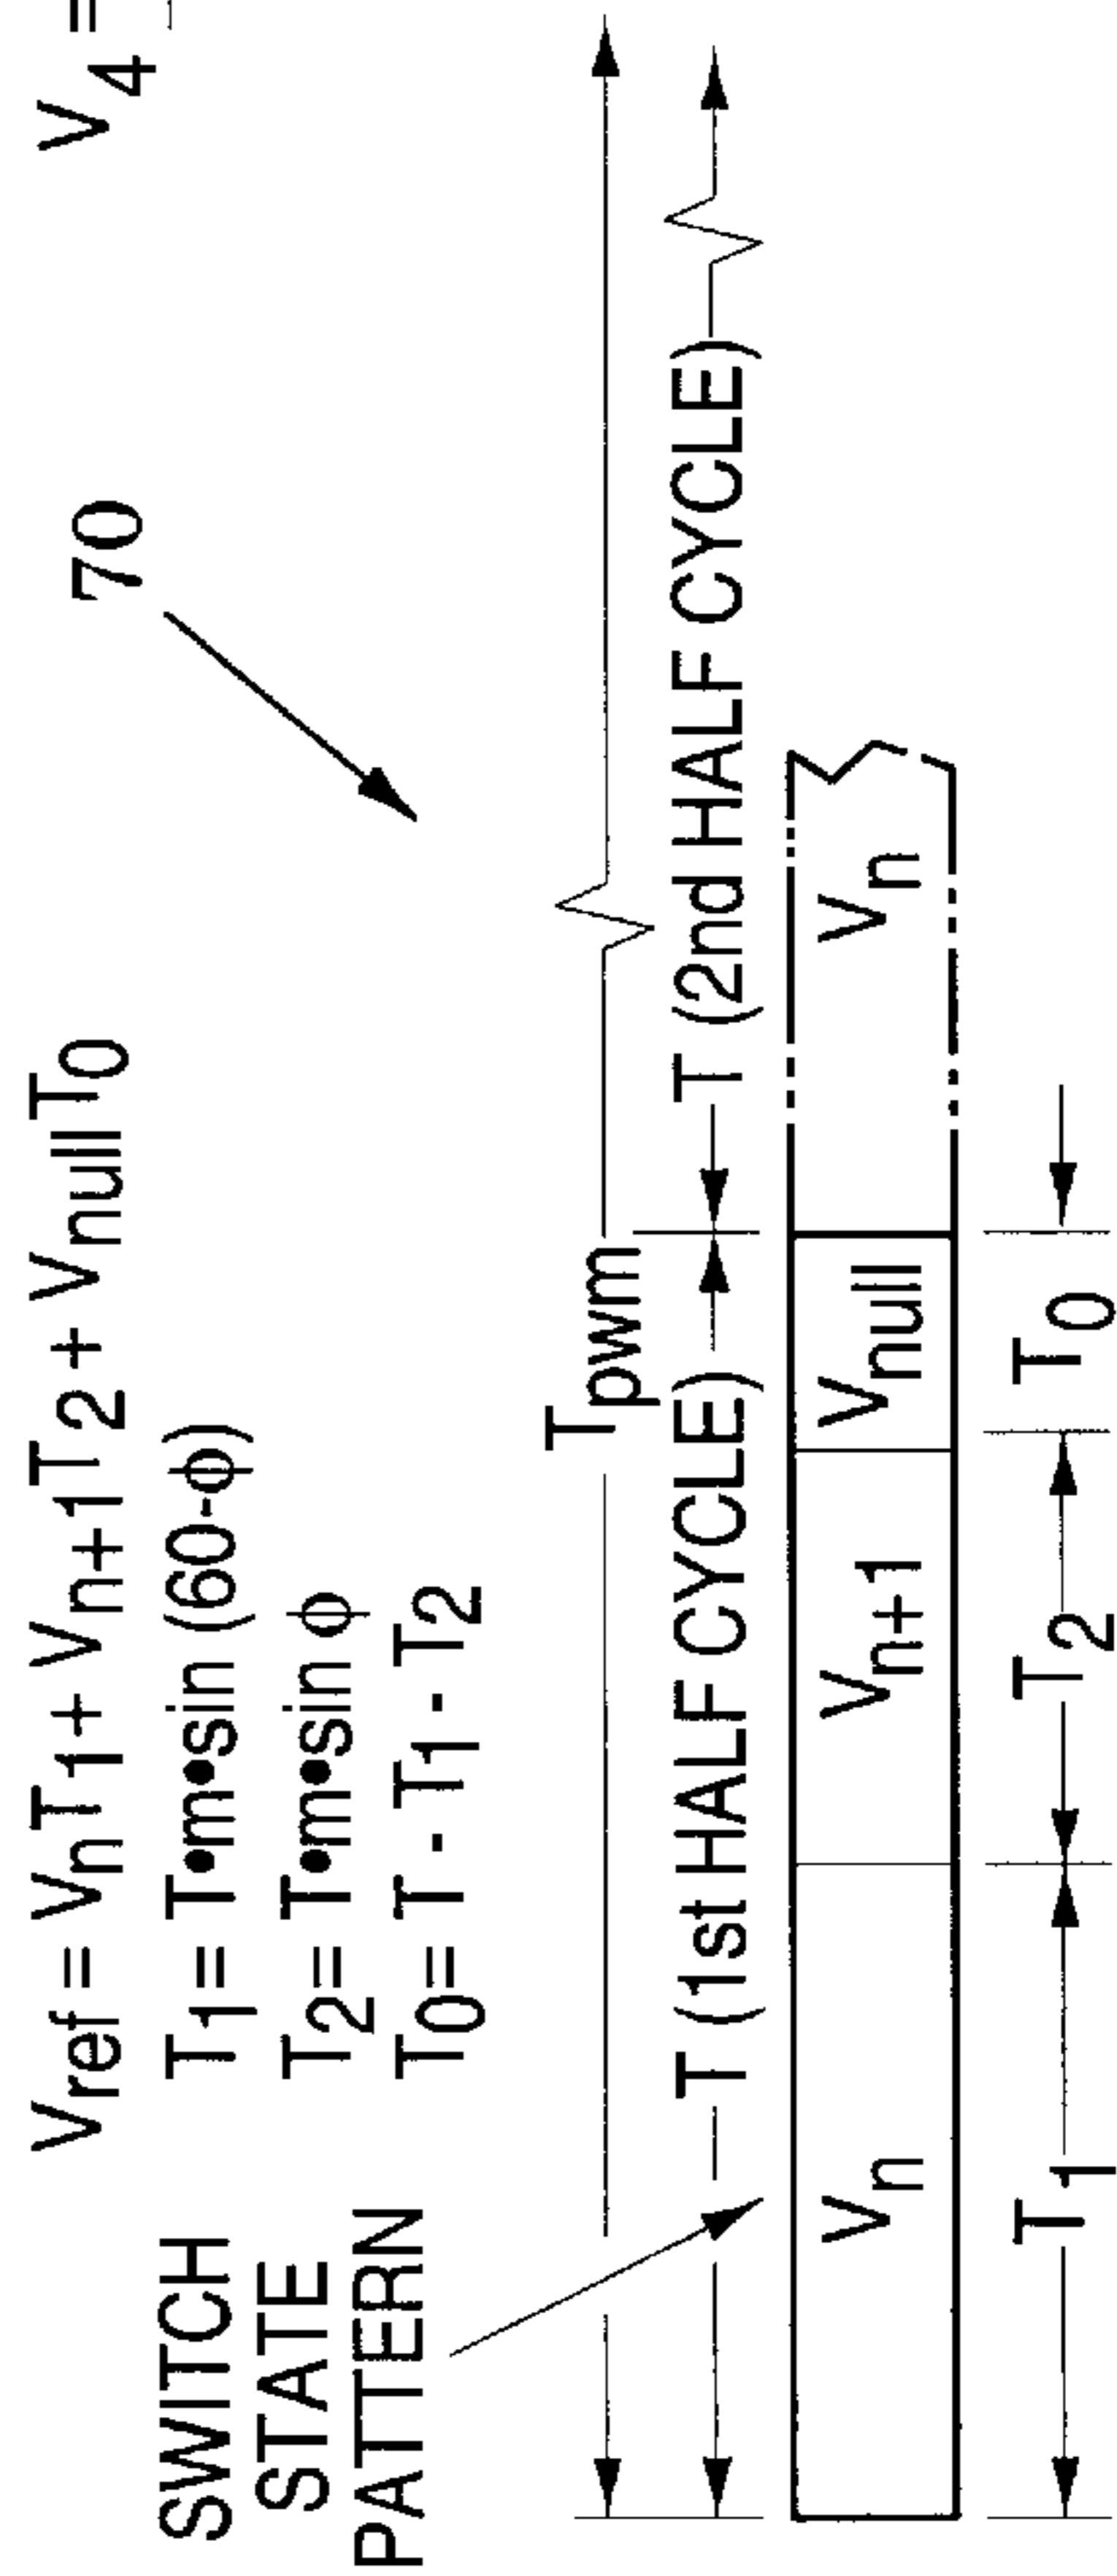 V4 =
Vref = VnT1 + Vn+1T2 + VnullT0
T1 = T•m•sin (60-ϕ)
T2 = T•m•sin ϕ
T0 = T - T1 - T2
70
SWITCH
STATE
PATTERN
Tpwm
T (1st HALF CYCLE) T (2nd HALF CYCLE)
Vn Vn+1 Vnull Vn
T1 T2 T0